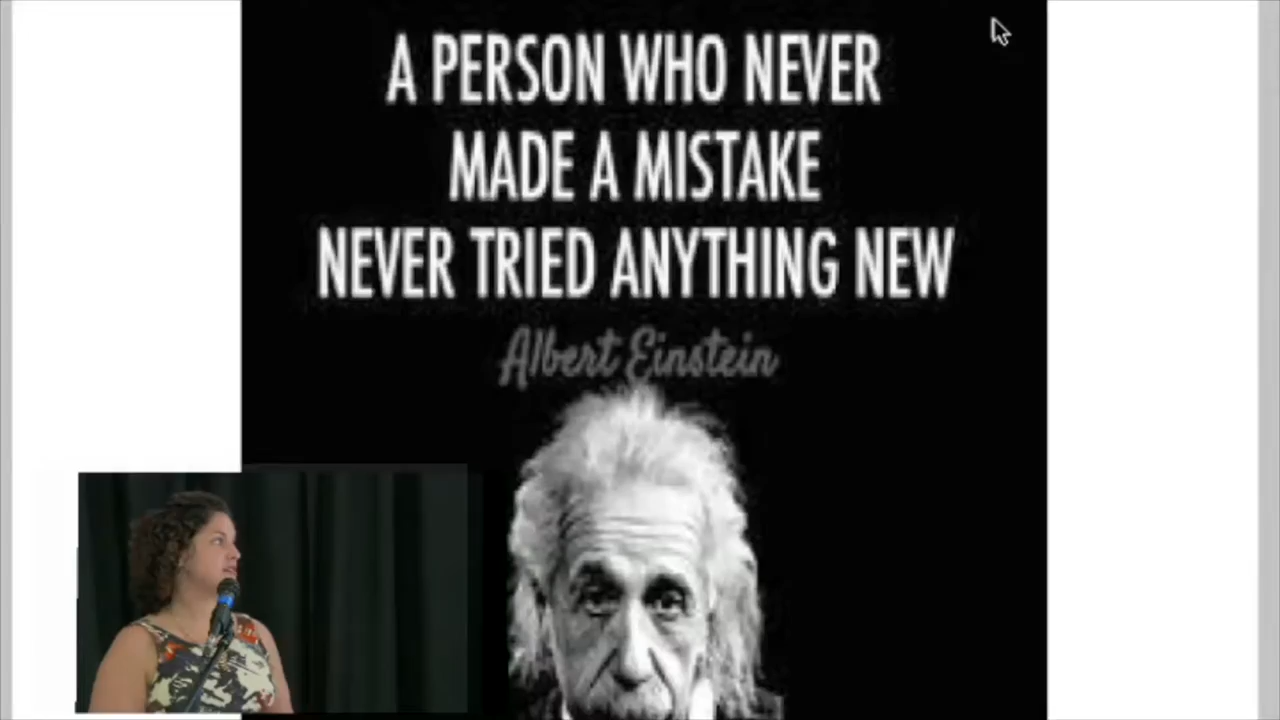 A PERSON WHO NEVER
MADE A MISTAKE
NEVER TRIED ANYTHING NEW
Albert Einstein